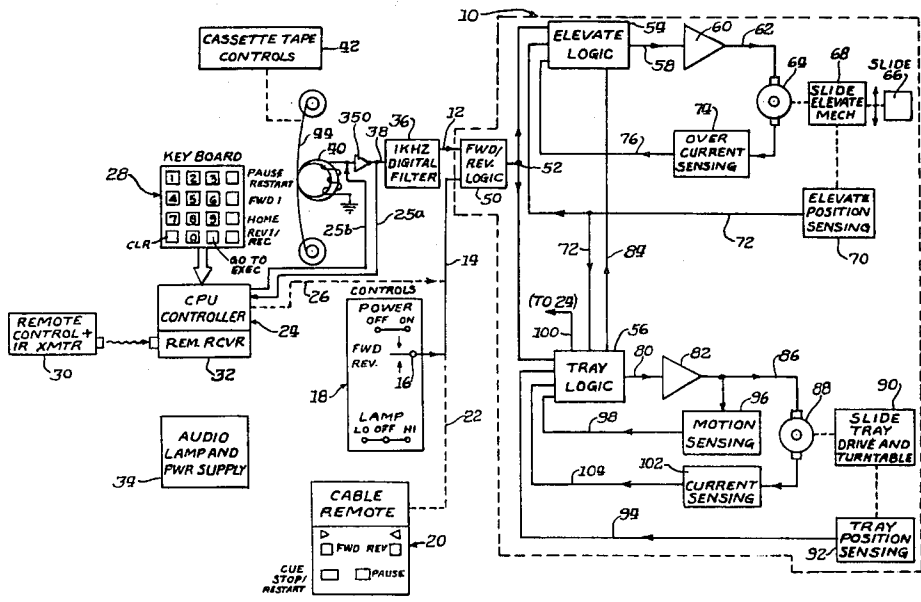 10
CASSETTE TAPE
CONTROLS
42
44
40
350
38
36
1KHZ
DIGITAL
FILTER
12
FWD/
REV.
LOGIC
50
52
54
ELEVATE
LOGIC
58
60
62
64
68
SLIDE
ELEVATE
MECH
SLIDE
66
74
OVER
CURRENT
SENSING
76
ELEVATE
POSITION
SENSING
70
72
72
84
KEY BOARD
28
1 2 3
4 5 6
7 8 9
0
PAUSE
RESTART
FWD 1
HOME
REV1/
REC
CLR
GO TO
EXEC
25b
25a
14
26
CPU
CONTROLLER
24
REM. RCVR
32
REMOTE
CONTROL +
IR XMTR
30
CONTROLS
POWER
OFF ON
FWD
REV.
16
18
LAMP
LO OFF HI
22
AUDIO
LAMP AND
PWR SUPPLY
34
CABLE
REMOTE
FWD REV
20
CUE
STOP/
RESTART
PAUSE
(TO 24)
100
56
TRAY
LOGIC
80
82
86
88
90
SLIDE
TRAY
DRIVE AND
TURNTABLE
96
MOTION
SENSING
98
102
CURRENT
SENSING
104
94
TRAY
POSITION
SENSING
92